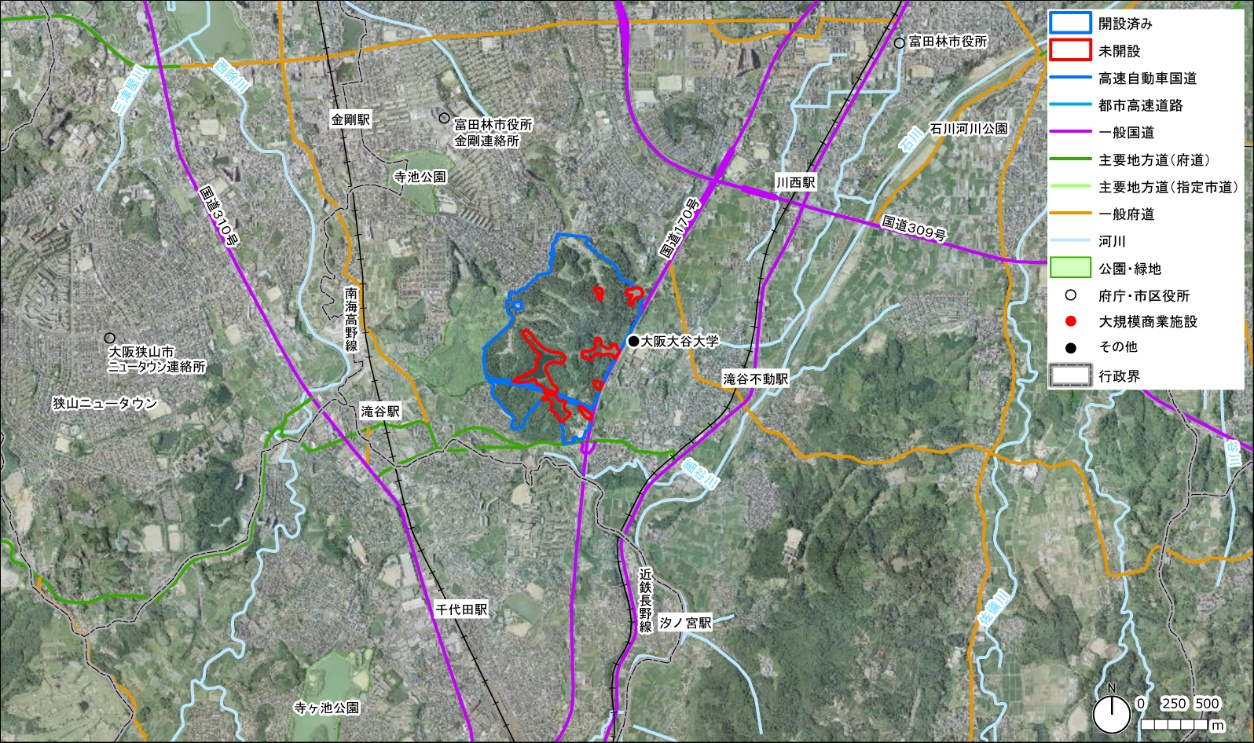 富田林市役所
金剛駅
富田林市役所
金剛連絡所
石川河川公園
石川
寺池公園
川西駅
国道310号
国道170号
国道309号
南海高野線
大阪大谷大学
大阪狭山市
ニュータウン連絡所
狭山ニュータウン
滝谷不動駅
滝谷駅
佐備川
近鉄長野線
千代田駅
汐ノ宮駅
寺ヶ池公園
開設済み
未開設
高速自動車国道
都市高速道路
一般国道
主要地方道(府道)
主要地方道(指定市道)
一般府道
河川
公園・緑地
府庁・市区役所
大規模商業施設
その他
行政界
N
0 250 500
m